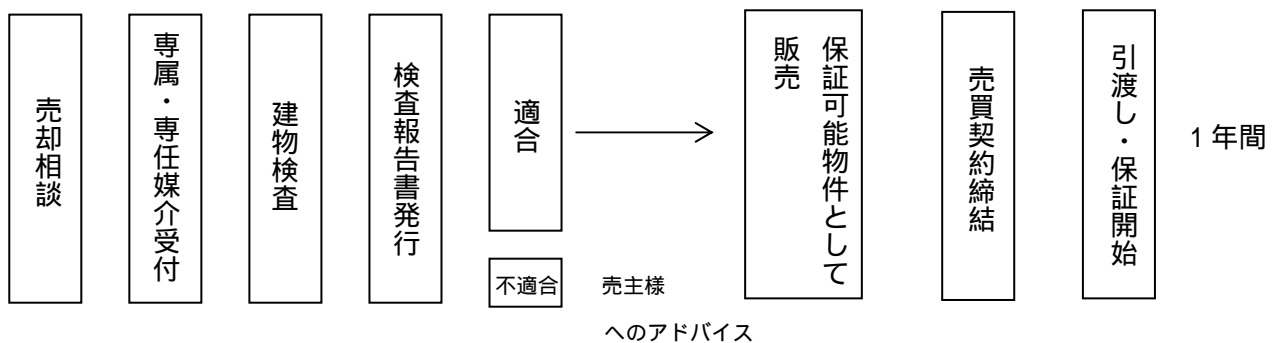 売却相談
専属・専任媒介受付
建物検査
検査報告書発行
適合
不適合
売主様
へのアドバイス
保証可能物件として
販売
売買契約締結
引渡し・保証開始
1年間